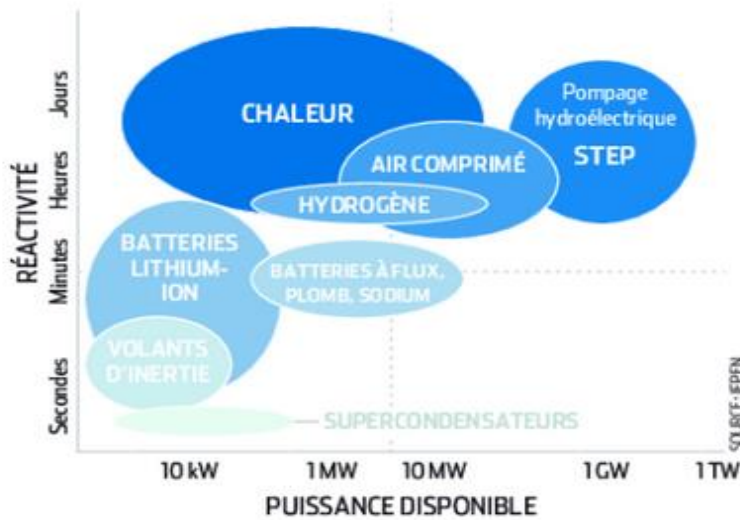 Jours
Heures
Minutes
Secondes
RÉACTIVITÉ
CHALEUR
Pompage
hydroélectrique
STEP
AIR COMPRIMÉ
HYDROGÈNE
BATTERIES
LITHIUM-
ION
BATTERIES À FLUX,
PLOMB, SODIUM
VOLANTS
D'INERTIE
SUPERCONDENSATEURS
10 kW
1 MW
10 MW
1 GW
1 TW
PUISSANCE DISPONIBLE